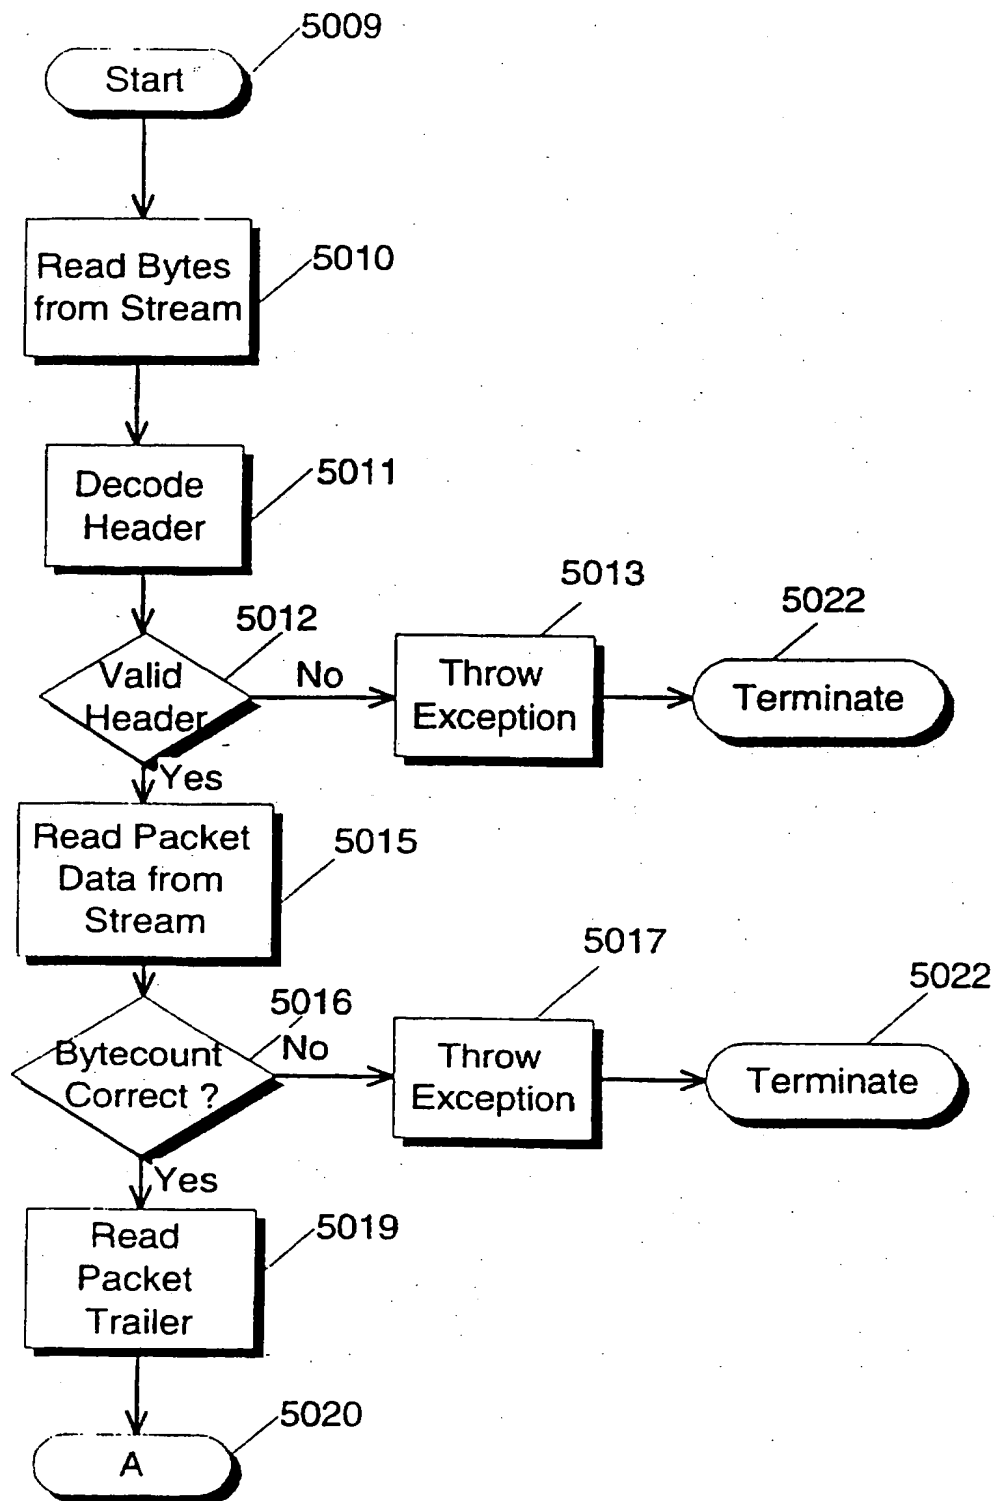 5009
Start
5010
Read Bytes
from Stream
5011
Decode
Header
5012
Valid
Header
No
5013
Throw
Exception
5022
Terminate
Yes
Read Packet
Data from
Stream
5015
5016
Bytecount
Correct ?
No
5017
Throw
Exception
5022
Terminate
Yes
Read
Packet
Trailer
5019
5020
A